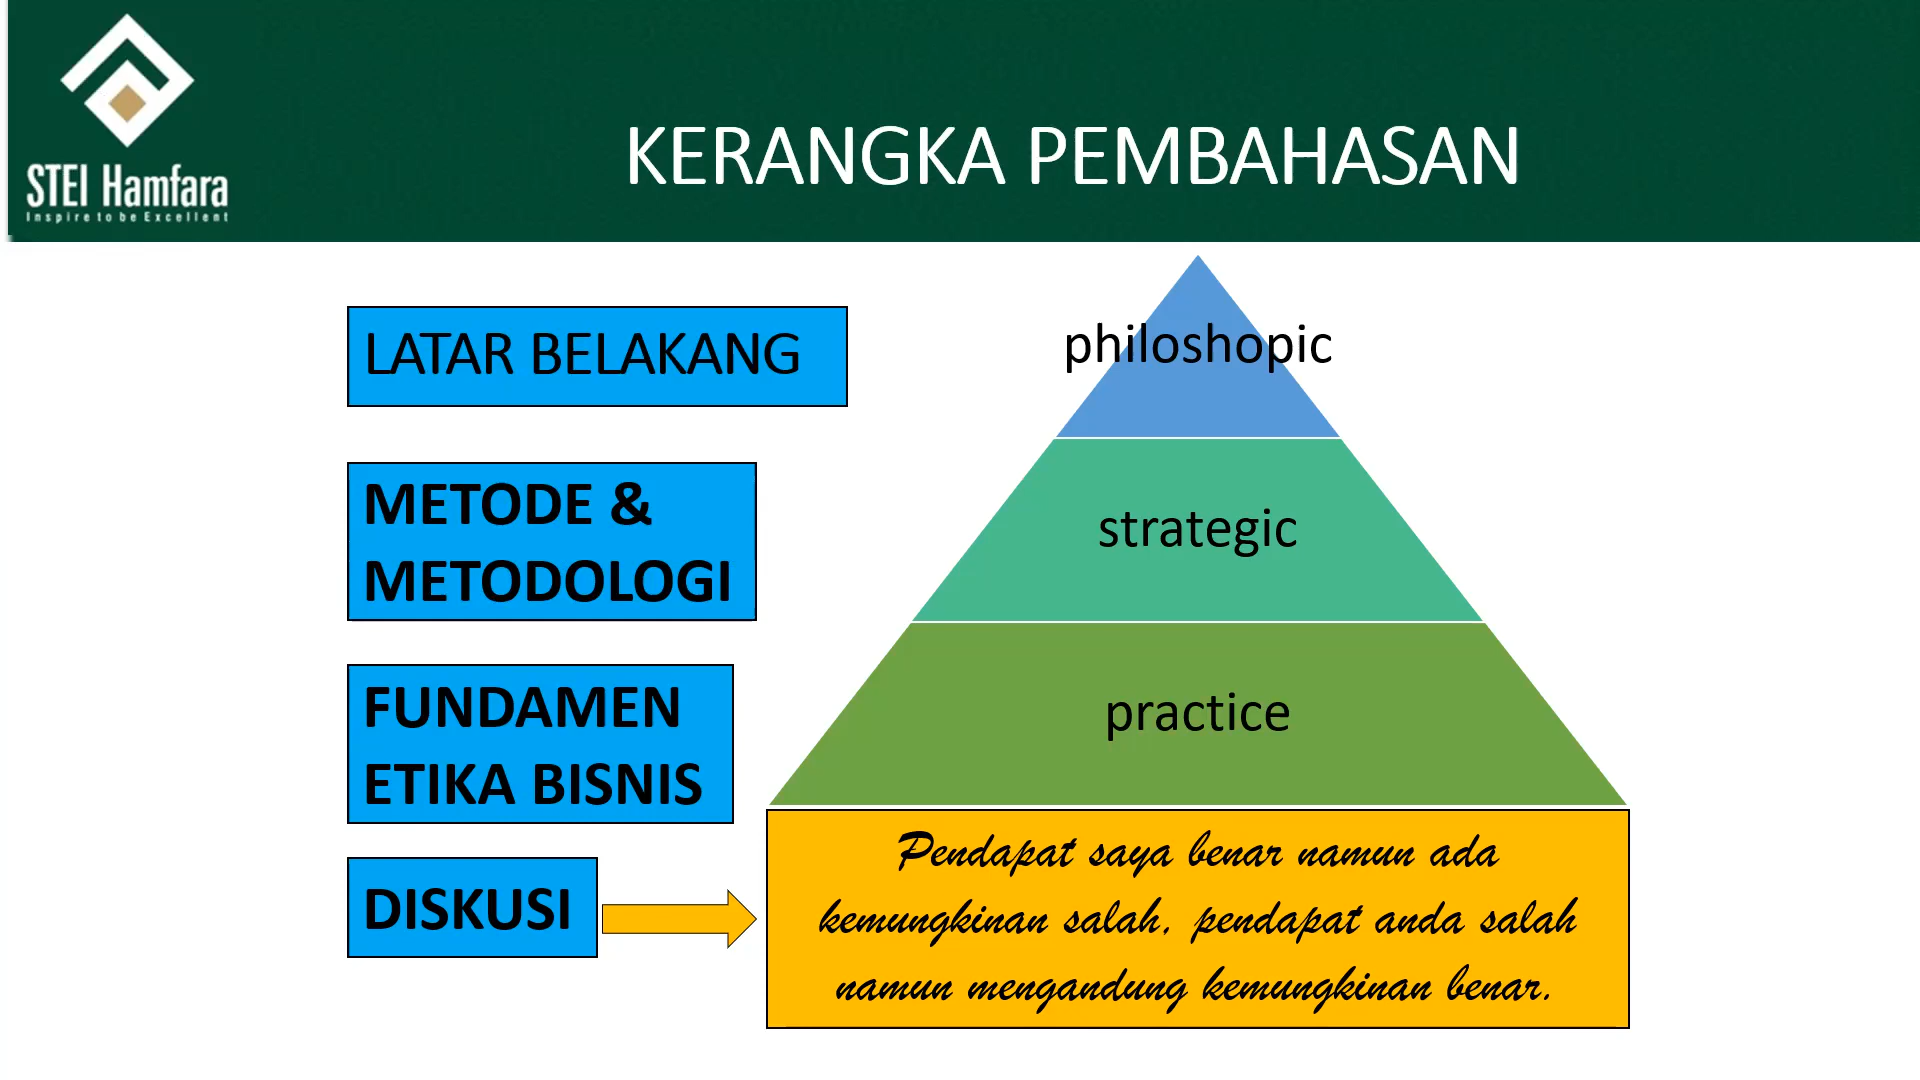 STEI Hamfara
Inspire to be Excellent
KERANGKA PEMBAHASAN
LATAR BELAKANG
METODE &
METODOLOGI
FUNDAMEN
ETIKA BISNIS
DISKUSI
philoshopic
strategic
practice
Pendapat saya benar namun ada
kemungkinan salah, pendapat anda salah
namun mengandung kemungkinan benar.